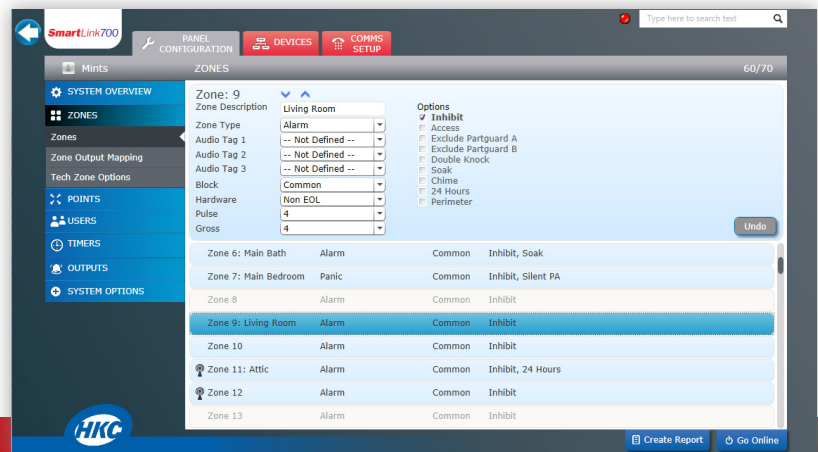 Type here to search text
SmartLink700
PANEL CONFIGURATION
DEVICES
COMMS SETUP
Mints
ZONES
60/70
SYSTEM OVERVIEW
ZONES
Zones
Zone Output Mapping
Tech Zone Options
POINTS
USERS
TIMERS
OUTPUTS
SYSTEM OPTIONS
Zone: 9
Zone Description Living Room
Zone Type Alarm
Audio Tag 1 -- Not Defined --
Audio Tag 2 -- Not Defined --
Audio Tag 3 -- Not Defined --
Block Common
Hardware Non EOL
Pulse 4
Gross 4
Options
Inhibit
Access
Exclude Partguard A
Exclude Partguard B
Double Knock
Soak
Chime
24 Hours
Perimeter
Undo
Zone 6: Main Bath Alarm Common Inhibit, Soak
Zone 7: Main Bedroom Panic Common Inhibit, Silent PA
Zone 8 Alarm Common Inhibit
Zone 9: Living Room Alarm Common Inhibit
Zone 10 Alarm Common Inhibit
Zone 11: Attic Alarm Common Inhibit, 24 Hours
Zone 12 Alarm Common Inhibit
Zone 13 Alarm Common Inhibit
HKC
Create Report
Go Online